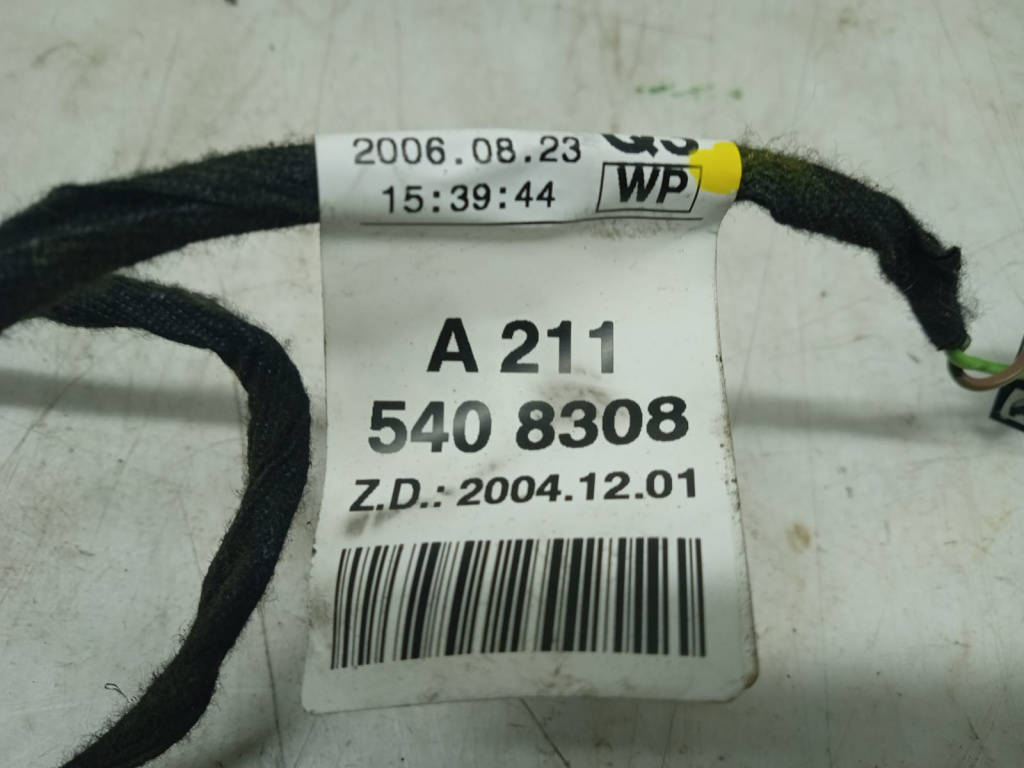 2006.08.23
15:39:44 WP
A 211
540 8308
Z.D.: 2004.12.01